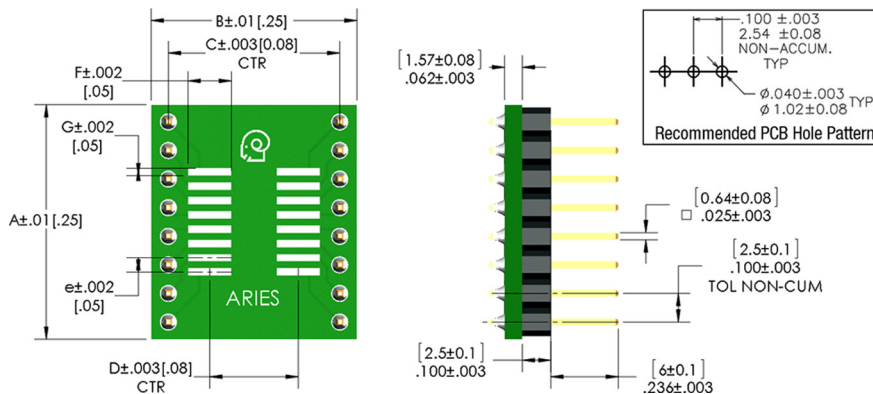 B±.01[.25]
C±.003[0.08]
CTR
F±.002
[.05]
G±.002
[.05]
A±.01[.25]
e±.002
[.05]
ARIES
D±.003[.08]
CTR
[1.57±0.08]
.062±.003
[0.64±0.08]
□ .025±.003
[2.5±0.1]
.100±.003
TOL NON-CUM
[2.5±0.1]
.100±.003
[6±0.1]
.236±.003
.100 ±.003
2.54 ±0.08
NON-ACCUM.
TYP
Ø.040±.003
Ø1.02±0.08 TYP
Recommended PCB Hole Pattern